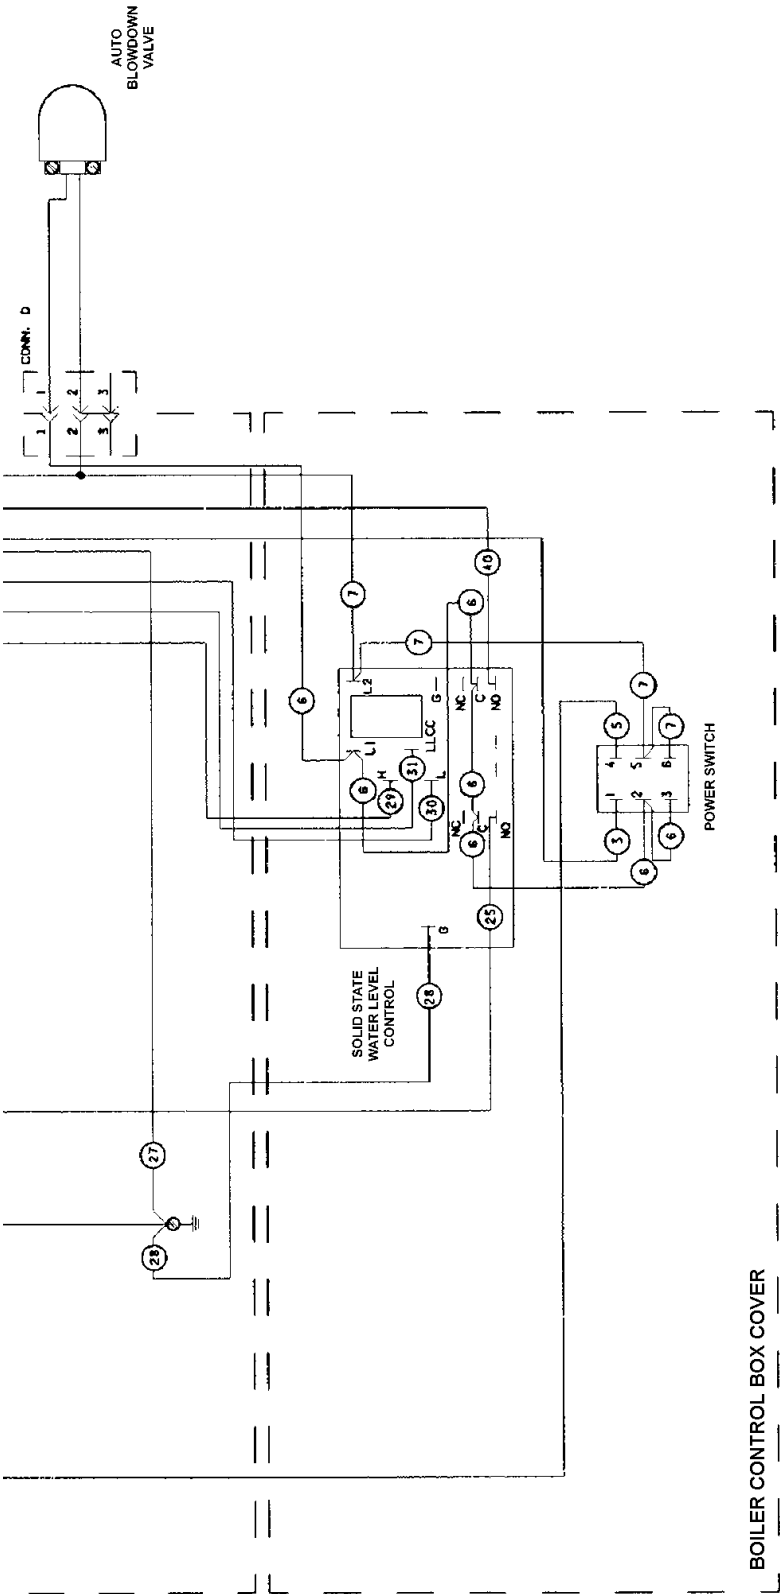 AUTO
BLOWDOWN
VALVE
CONN. D
1 1
2 2
3 3
7
40
6
7
6
L2
G
NC
C
NO
L1
LLCC
31
H
29
6
30
L
6
NC
C
NO
6
25
G
28
SOLID STATE
WATER LEVEL
CONTROL
7
5
7
4
5
6
1
2
3
3
6
6
POWER SWITCH
27
28
BOILER CONTROL BOX COVER